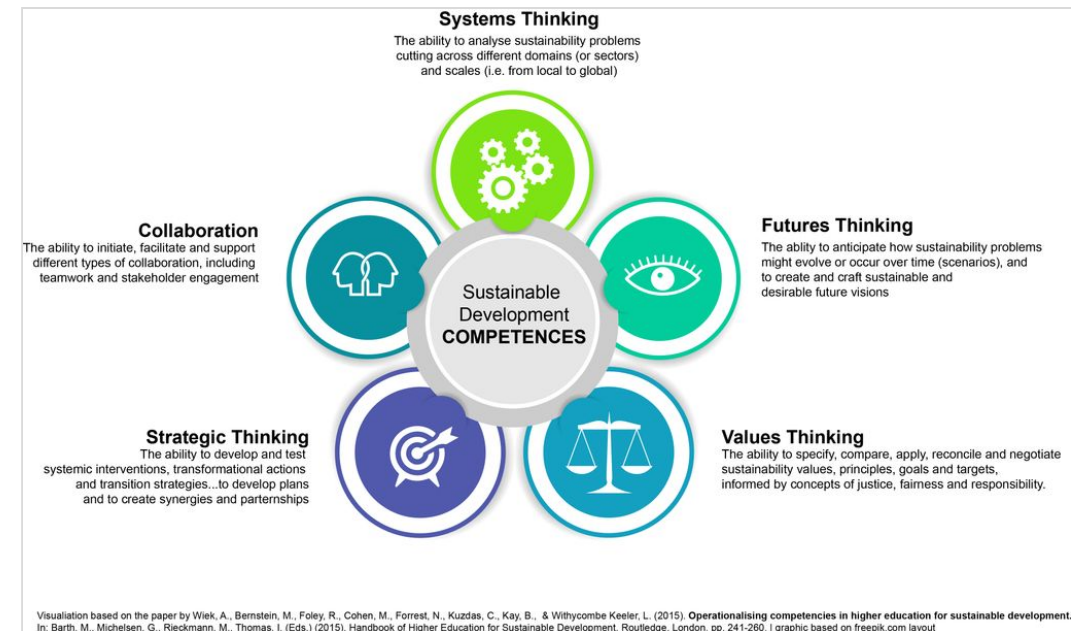 Systems Thinking
The ability to analyse sustainability problems
cutting across different domains (or sectors)
and scales (i.e. from local to global)
Collaboration
The ability to initiate, facilitate and support
different types of collaboration, including
teamwork and stakeholder engagement
Futures Thinking
The ablity to anticipate how sustainability problems
might evolve or occur over time (scenarios), and
to create and craft sustainable and
desirable future visions
Sustainable
Development
COMPETENCES
Strategic Thinking
The ability to develop and test
systemic interventions, transformational actions
and transition strategies...to develop plans
and to create synergies and parternships
Values Thinking
The ability to specify, compare, apply, reconcile and negotiate
sustainability values, principles, goals and targets,
informed by concepts of justice, fairness and responsibility.
Visualiation based on the paper by Wiek, A., Bernstein, M., Foley, R., Cohen, M., Forrest, N., Kuzdas, C., Kay, B., & Withycombe Keeler, L. (2015). Operationalising competencies in higher education for sustainable development.
In: Barth, M., Michelsen, G., Rieckmann, M., Thomas, I. (Eds.) (2015). Handbook of Higher Education for Sustainable Development. Routledge, London, pp. 241-260. | graphic based on freepik.com layout